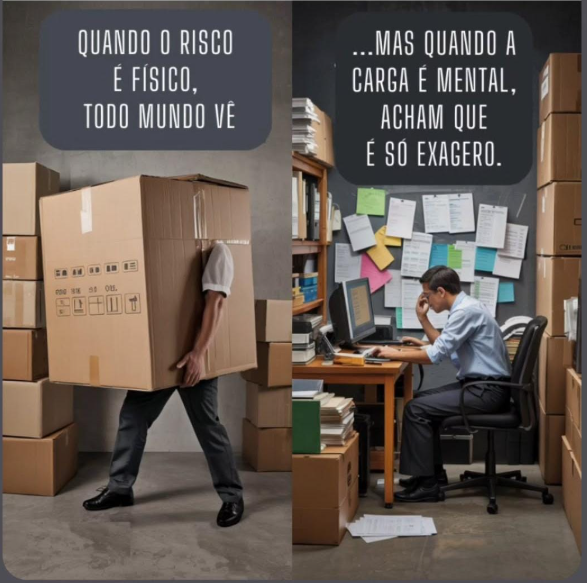 QUANDO O RISCO
É FÍSICO,
TODO MUNDO VÊ
...MAS QUANDO A
CARGA É MENTAL,
ACHAM QUE
É SÓ EXAGERO.